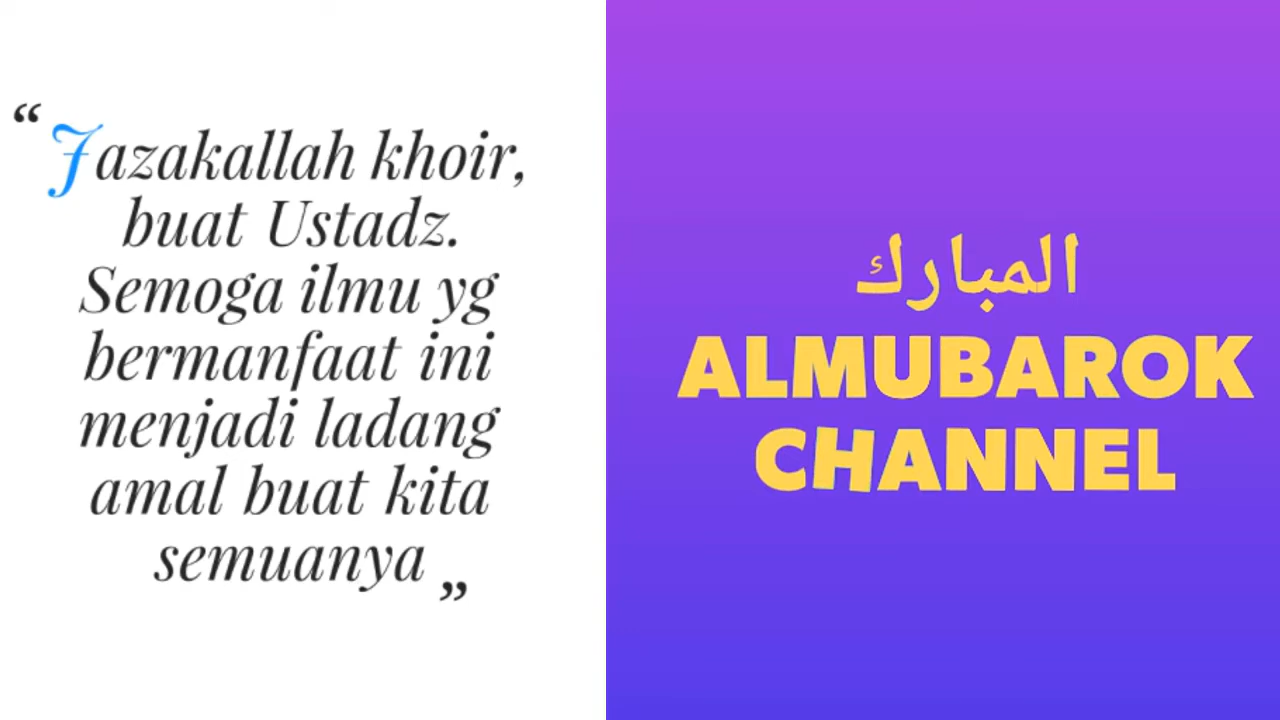 “Jazakallah khoir,
buat Ustadz.
Semoga ilmu yg
bermanfaat ini
menjadi ladang
amal buat kita
semuanya„
المبارك
ALMUBAROK
CHANNEL